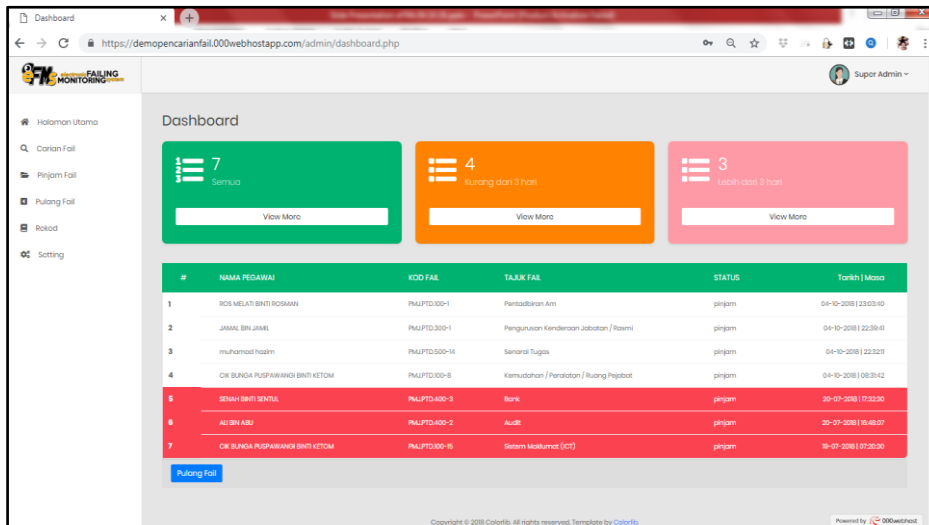 Dashboard
https://demopencarianfail.000webhostapp.com/admin/dashboard.php
eFMs electronic FAILING MONITORING system
Supor Admin
Halaman Utama
Carian Fail
Pinjam Fail
Pulang Fail
Rekod
Setting
Dashboard
7
Semua
View More
4
Kurang dari 3 hari
View More
3
Lebih dari 3 hari
View More
# NAMA PEGAWAI KOD FAIL TAJUK FAIL STATUS Tarikh | Masa
1 ROS MELATI BINTI ROSMAN PMJ.PTD.100-1 Pentadbiran Am pinjam 04-10-2018 | 23:03:40
2 JAMAL BIN JAMIL PMJ.PTD.300-1 Pengurusan Kenderaan Jabatan / Rasmi pinjam 04-10-2018 | 22:39:41
3 muhamad hazim PMJ.PTD.500-14 Senarai Tugas pinjam 04-10-2018 | 22:32:11
4 CIK BUNGA PUSPAWANGI BINTI KETOM PMJ.PTD.100-8 Kemudahan / Peralatan / Ruang Pejabat pinjam 04-10-2018 | 08:31:42
5 SENAH BINTI SENTUL PMJ.PTD.400-3 Bank pinjam 20-07-2018 | 17:32:30
6 ALI BIN ABU PMJ.PTD.400-2 Audit pinjam 20-07-2018 | 16:48:07
7 CIK BUNGA PUSPAWANGI BINTI KETOM PMJ.PTD.100-15 Sistem Maklumat (ICT) pinjam 19-07-2018 | 07:20:30
Pulang Fail
Copyright © 2018 Colorlib. All rights reserved. Template by Colorlib.
Powered by 000webhost